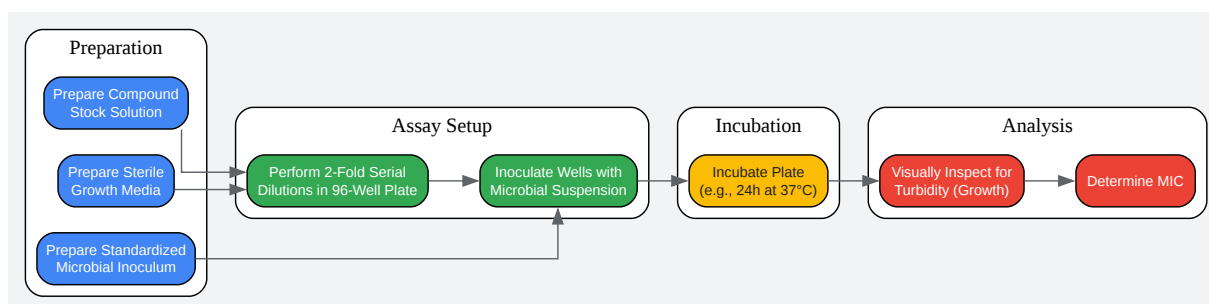 Preparation
Prepare Compound
Stock Solution
Prepare Sterile
Growth Media
Prepare Standardized
Microbial Inoculum
Assay Setup
Perform 2-Fold Serial
Dilutions in 96-Well Plate
Inoculate Wells with
Microbial Suspension
Incubation
Incubate Plate
(e.g., 24h at 37°C)
Analysis
Visually Inspect for
Turbidity (Growth)
Determine MIC